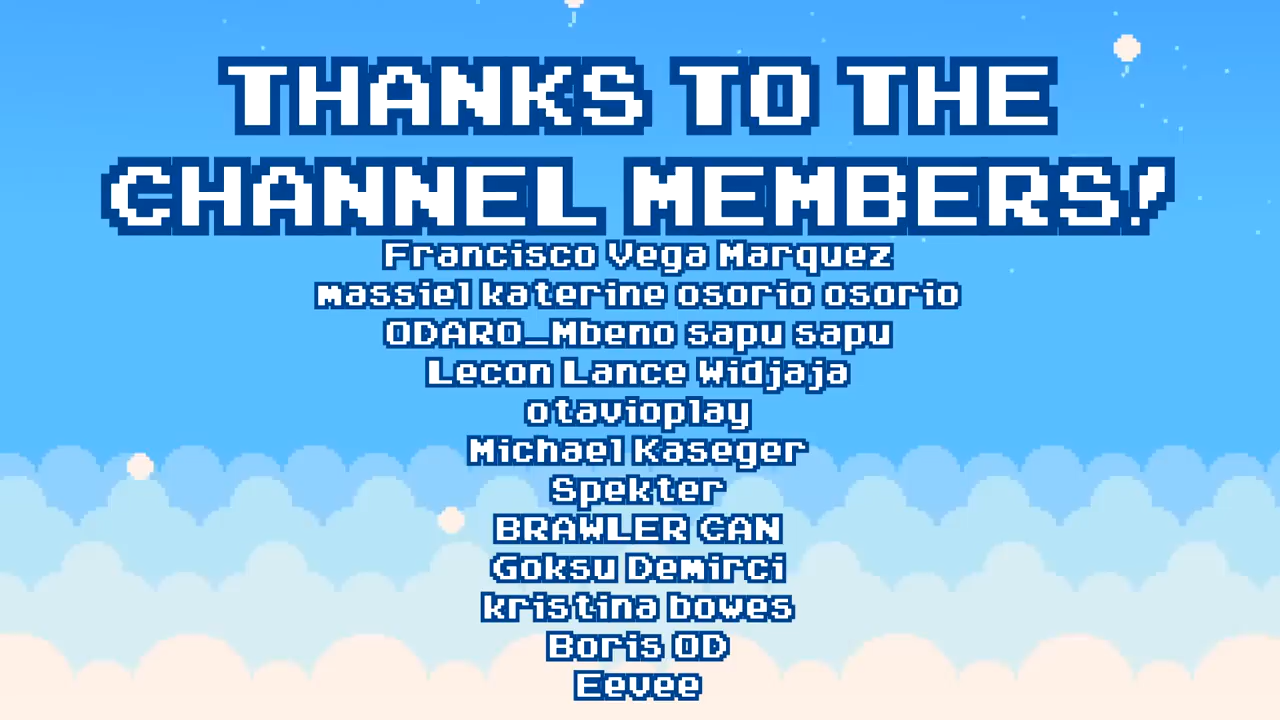 THANKS TO THE
CHANNEL MEMBERS!
Francisco Vega Marquez
massiel katerine osorio osorio
ODARO_Mbeno sapu sapu
Lecon Lance Widjaja
otavioplay
Michael Kaseger
Spekter
BRAWLER CAN
Goksu Demirci
kristina bowes
Boris OD
Eevee